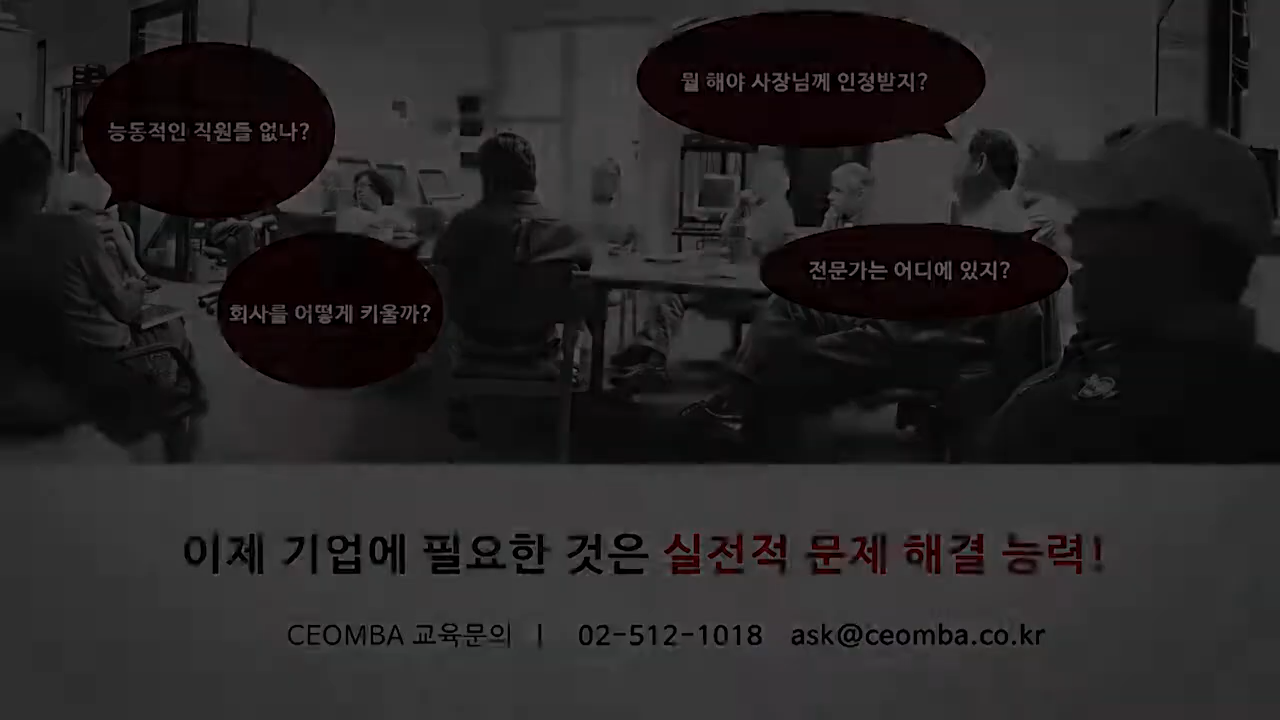 능동적인 직원들 없나?
뭘 해야 사장님께 인정받지?
회사를 어떻게 키울까?
전문가는 어디에 있지?
이제 기업에 필요한 것은 실전적 문제 해결 능력!
CEOMBA 교육문의 | 02-512-1018 ask@ceomba.co.kr